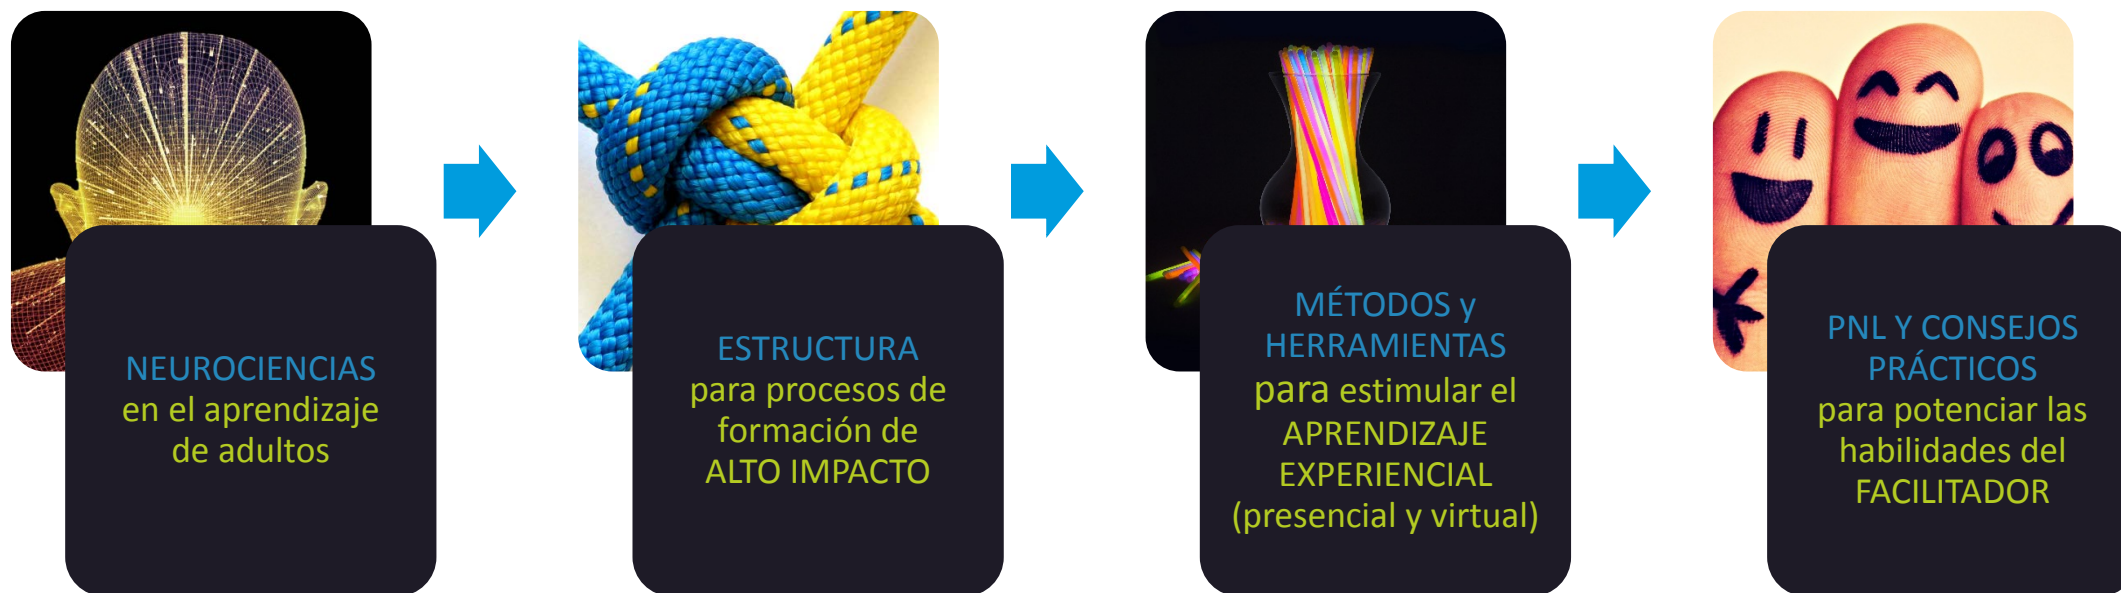 NEUROCIENCIAS
en el aprendizaje
de adultos
ESTRUCTURA
para procesos de
formación de
ALTO IMPACTO
MÉTODOS y
HERRAMIENTAS
para estimular el
APRENDIZAJE
EXPERIENCIAL
(presencial y virtual)
PNL Y CONSEJOS
PRÁCTICOS
para potenciar las
habilidades del
FACILITADOR